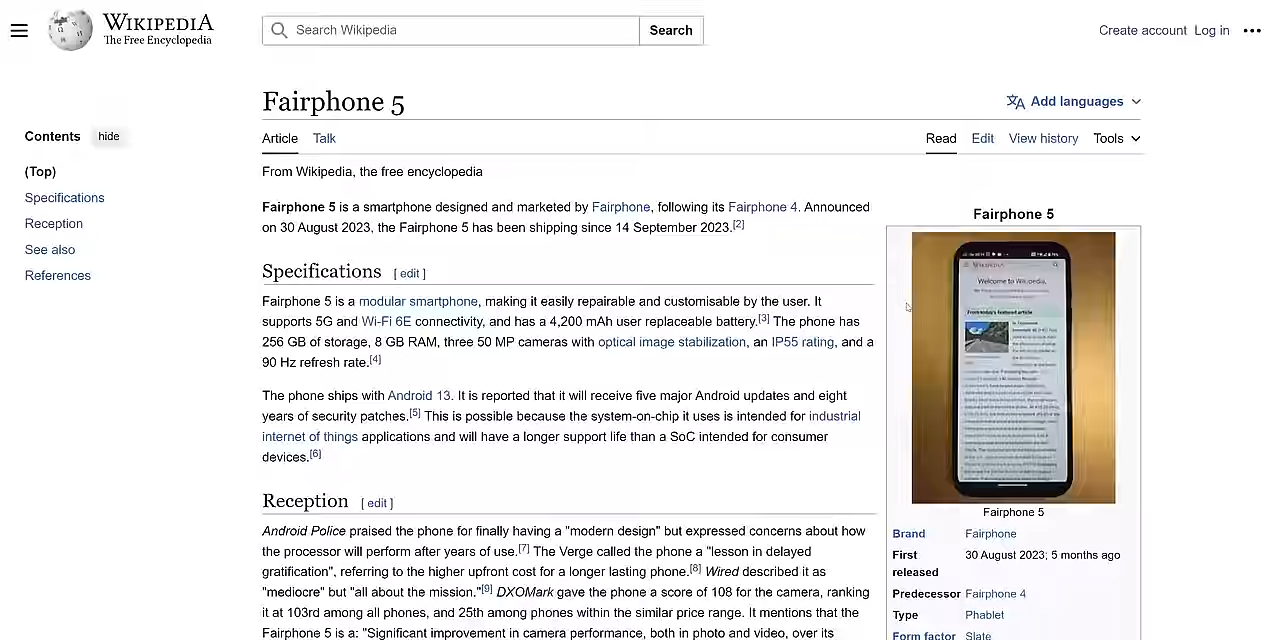 WIKIPEDIA
The Free Encyclopedia
Search Wikipedia
Search
Create account Log in
Contents hide
(Top)
Specifications
Reception
See also
References
Fairphone 5
Add languages
Article Talk
Read Edit View history Tools
From Wikipedia, the free encyclopedia
Fairphone 5 is a smartphone designed and marketed by Fairphone, following its Fairphone 4. Announced
on 30 August 2023, the Fairphone 5 has been shipping since 14 September 2023.[2]
Specifications [ edit ]
Fairphone 5 is a modular smartphone, making it easily repairable and customisable by the user. It
supports 5G and Wi-Fi 6E connectivity, and has a 4,200 mAh user replaceable battery.[3] The phone has
256 GB of storage, 8 GB RAM, three 50 MP cameras with optical image stabilization, an IP55 rating, and a
90 Hz refresh rate.[4]
The phone ships with Android 13. It is reported that it will receive five major Android updates and eight
years of security patches.[5] This is possible because the system-on-chip it uses is intended for industrial
internet of things applications and will have a longer support life than a SoC intended for consumer
devices.[6]
Reception [ edit ]
Android Police praised the phone for finally having a "modern design" but expressed concerns about how
the processor will perform after years of use.[7] The Verge called the phone a "lesson in delayed
gratification", referring to the higher upfront cost for a longer lasting phone.[8] Wired described it as
"mediocre" but "all about the mission."[9] DXOMark gave the phone a score of 108 for the camera, ranking
it at 103rd among all phones, and 25th among phones within the similar price range. It mentions that the
Fairphone 5 is a: "Significant improvement in camera performance, both in photo and video, over its
Fairphone 5
WIKIPEDIA
Welcome to Wikipedia,
From today's featured article
Fairphone 5
Brand Fairphone
First released 30 August 2023; 5 months ago
Predecessor Fairphone 4
Type Phablet
Form factor Slate